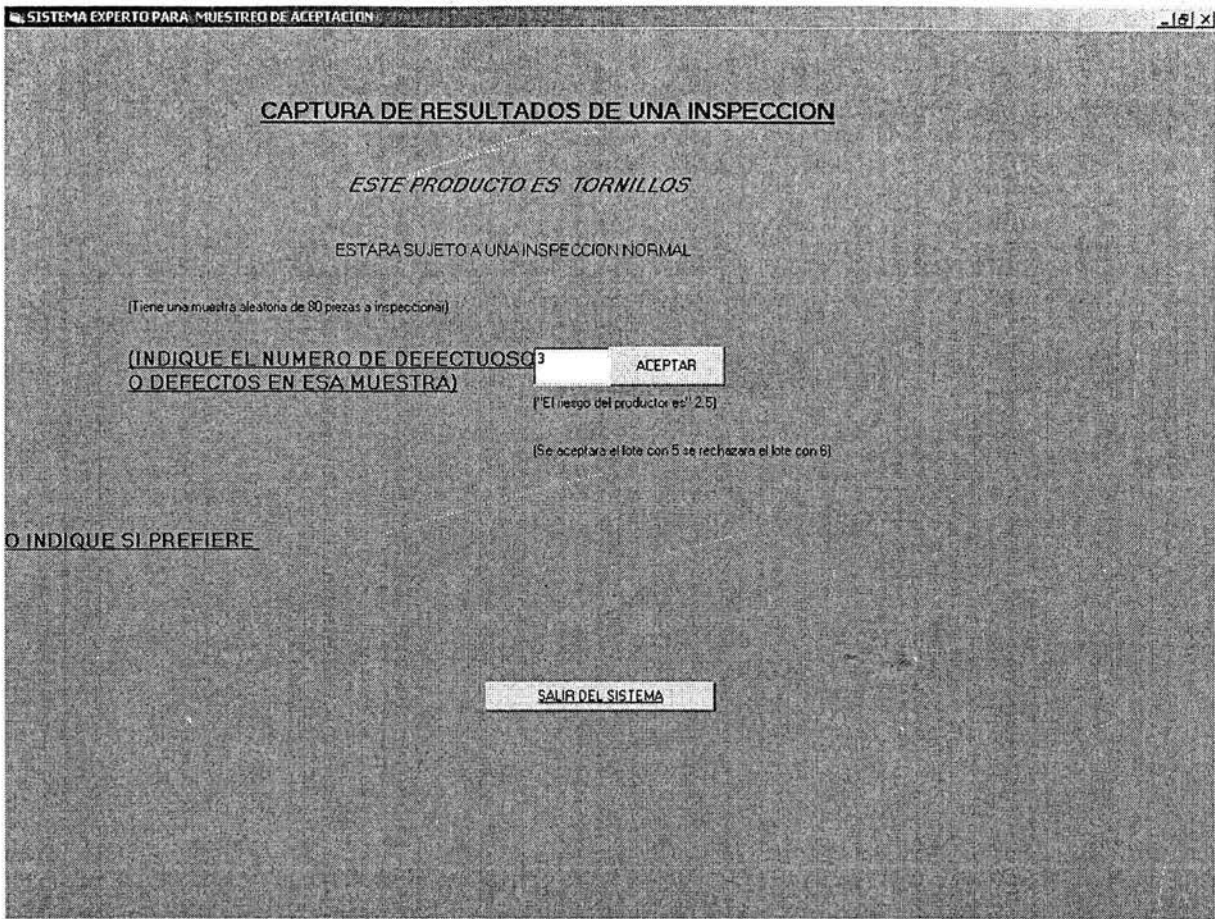 SISTEMA EXPERTO PARA MUESTREO DE ACEPTACION
CAPTURA DE RESULTADOS DE UNA INSPECCION
ESTE PRODUCTO ES TORNILLOS
ESTARA SUJETO A UNA INSPECCION NORMAL
(Tiene una muestra aleatoria de 80 piezas a inspeccionar)
(INDIQUE EL NUMERO DE DEFECTUOSO 3 ACEPTAR
O DEFECTOS EN ESA MUESTRA)
("El riesgo del productor es" 2.5)
(Se aceptara el lote con 5 se rechazara el lote con 6)
O INDIQUE SI PREFIERE
SALIR DEL SISTEMA